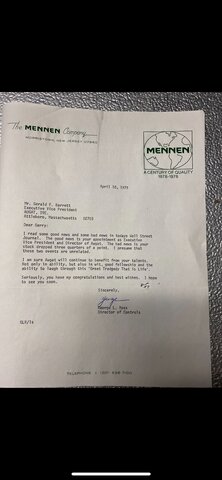 The MENNEN Company
MORRISTOWN, NEW JERSEY 07960
MENNEN
A CENTURY OF QUALITY
1878-1978
April 10, 1979
Mr. Gerald F. Garrett
Executive Vice President
AUGAT, INC.
Attleboro, Massachusetts 02703
Dear Gerry:
I read some good news and some bad news in todays Wall Street
Journal. The good news is your appointment as Executive
Vice President and Director of Augat. The bad news is your
stock dropped three quarters of a point. I presume that
these two events are unrelated.
I am sure Augat will continue to benefit from your talents.
Not only in ability, but also in wit, good fellowship and the
ability to laugh through this "Great Tragedy That Is Life".
Seriously, you have my congratulations and best wishes. I hope
to see you soon.
Sincerely,
George L. Voss
Director of Controls
TELEPHONE